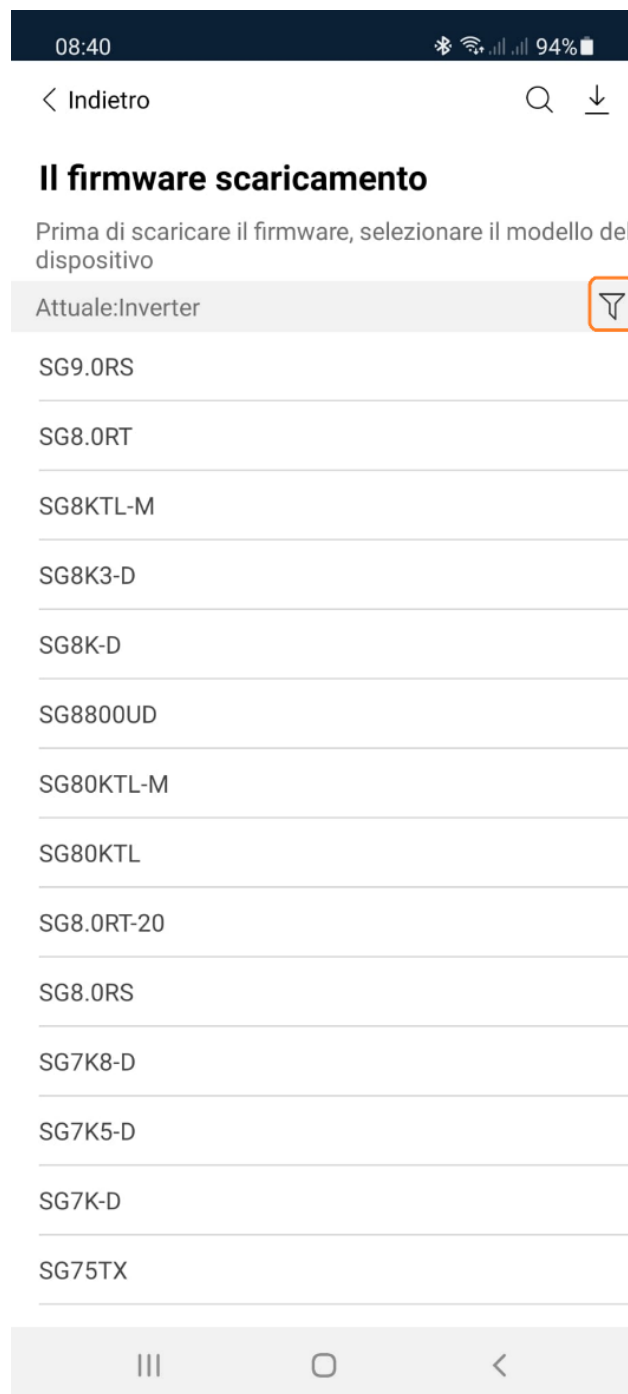 08:40 94%
Indietro
Il firmware scaricamento
Prima di scaricare il firmware, selezionare il modello del
dispositivo
Attuale:Inverter
SG9.0RS
SG8.0RT
SG8KTL-M
SG8K3-D
SG8K-D
SG8800UD
SG80KTL-M
SG80KTL
SG8.0RT-20
SG8.0RS
SG7K8-D
SG7K5-D
SG7K-D
SG75TX